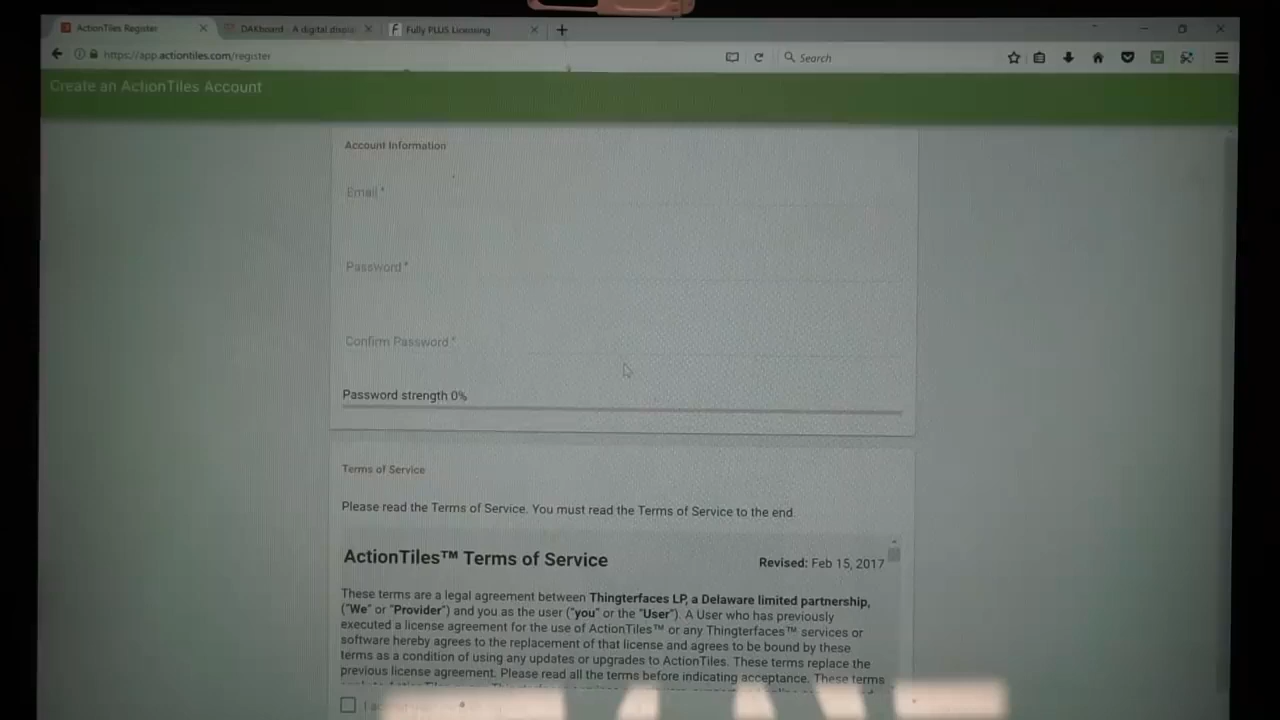 ActionTiles Register
DAKboard - A digital displa
Fully PLUS Licensing
https://app.actiontiles.com/register
Search
Create an ActionTiles Account
Account Information
Email *
Password *
Confirm Password *
Password strength 0%
Terms of Service
Please read the Terms of Service. You must read the Terms of Service to the end.
ActionTiles™ Terms of Service
Revised: Feb 15, 2017
These terms are a legal agreement between Thingterfaces LP, a Delaware limited partnership,
("We" or "Provider") and you as the user ("you" or the "User"). A User who has previously
executed a license agreement for the use of ActionTiles™ or any Thingterfaces™ services or
software hereby agrees to the replacement of that license and agrees to be bound by these
terms as a condition of using any updates or upgrades to ActionTiles. These terms replace the
previous license agreement. Please read all the terms before indicating acceptance. These terms
I